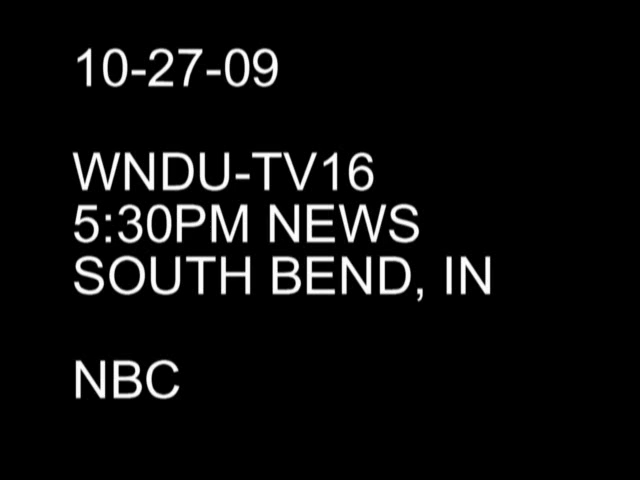 10-27-09
WNDU-TV16
5:30PM NEWS
SOUTH BEND, IN
NBC